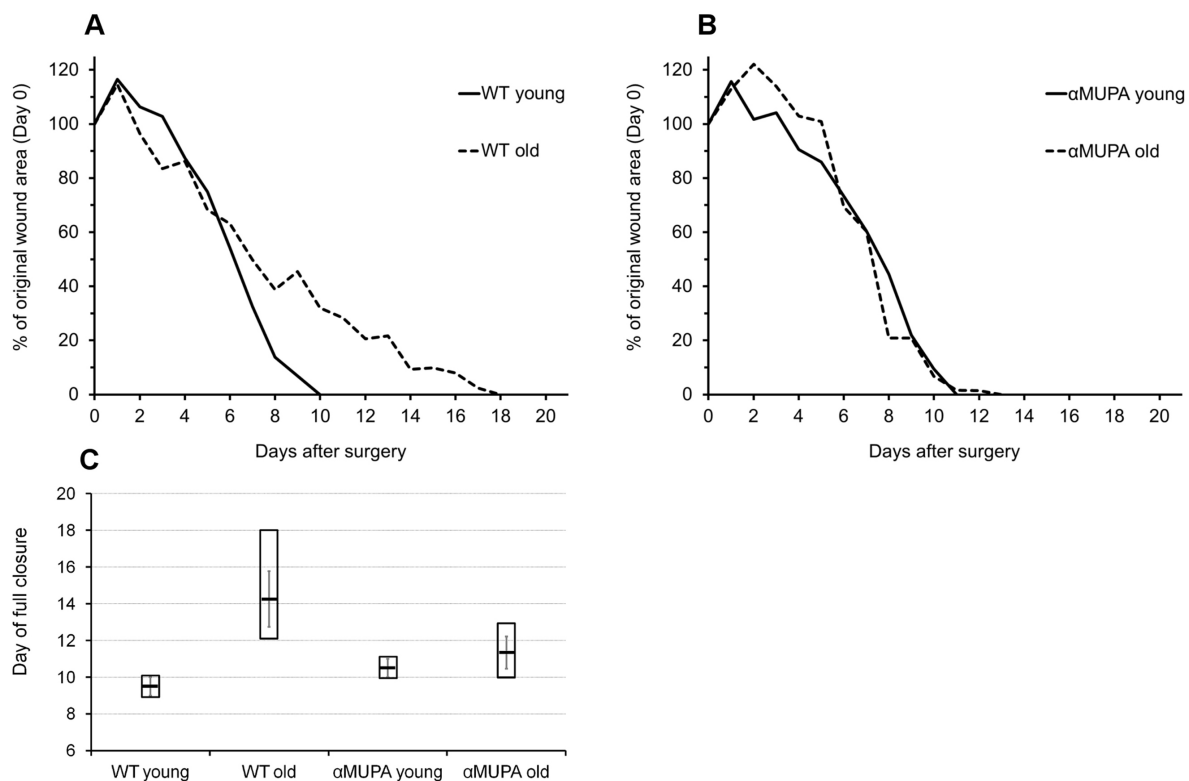 A
120
100
80
60
40
20
0
% of original wound area (Day 0)
WT young
WT old
0 2 4 6 8 10 12 14 16 18 20
Days after surgery
B
120
100
80
60
40
20
0
% of original wound area (Day 0)
αMUPA young
αMUPA old
0 2 4 6 8 10 12 14 16 18 20
Days after surgery
C
20
18
16
14
12
10
8
6
Day of full closure
WT young WT old αMUPA young αMUPA old